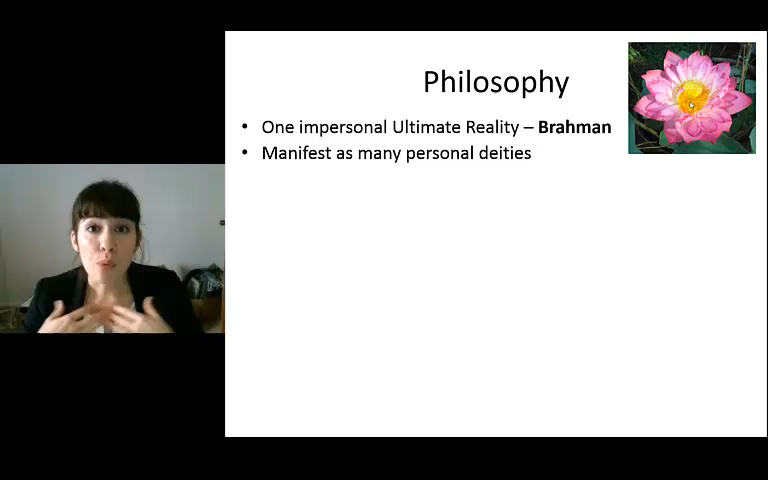 Philosophy
• One impersonal Ultimate Reality – Brahman
• Manifest as many personal deities